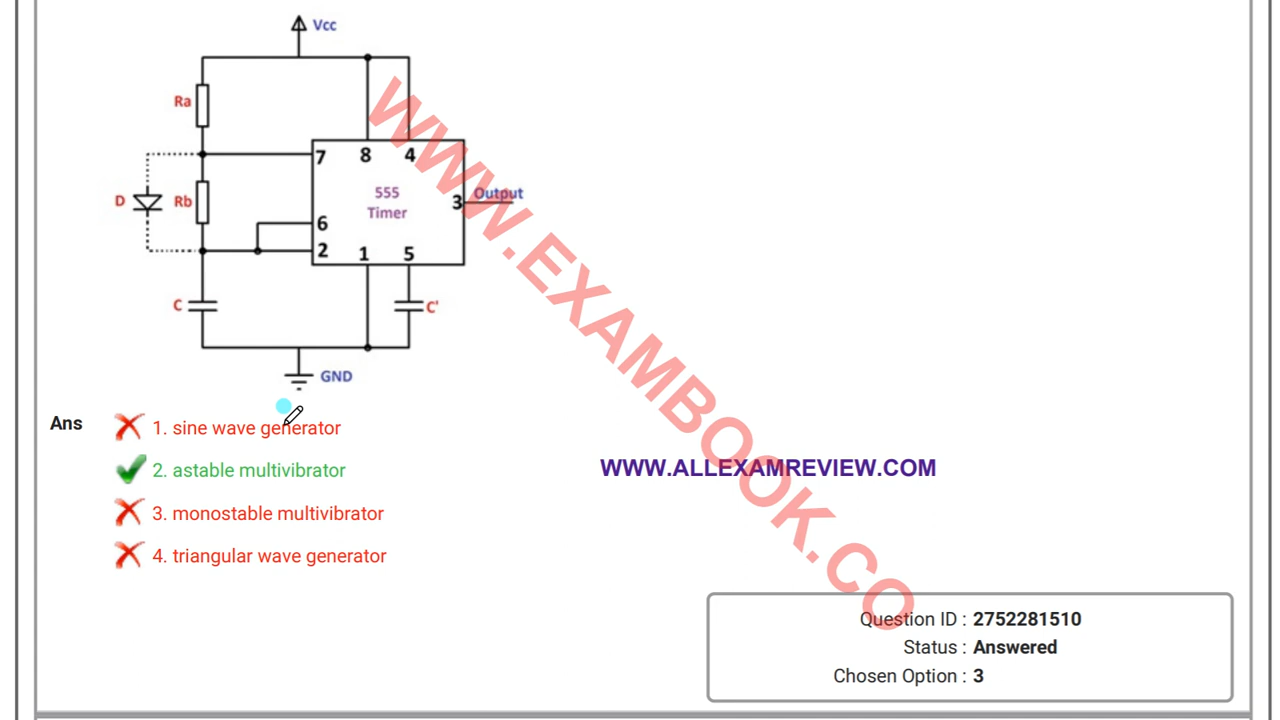 Vcc
Ra
7 8 4
D Rb 555 3 Output
Timer
6
2 1 5
C C'
GND
Ans 1. sine wave generator
2. astable multivibrator
WWW.ALLEXAMREVIEW.COM
3. monostable multivibrator
4. triangular wave generator
WWW.EXAMBOOK.CO
Question ID : 2752281510
Status : Answered
Chosen Option : 3